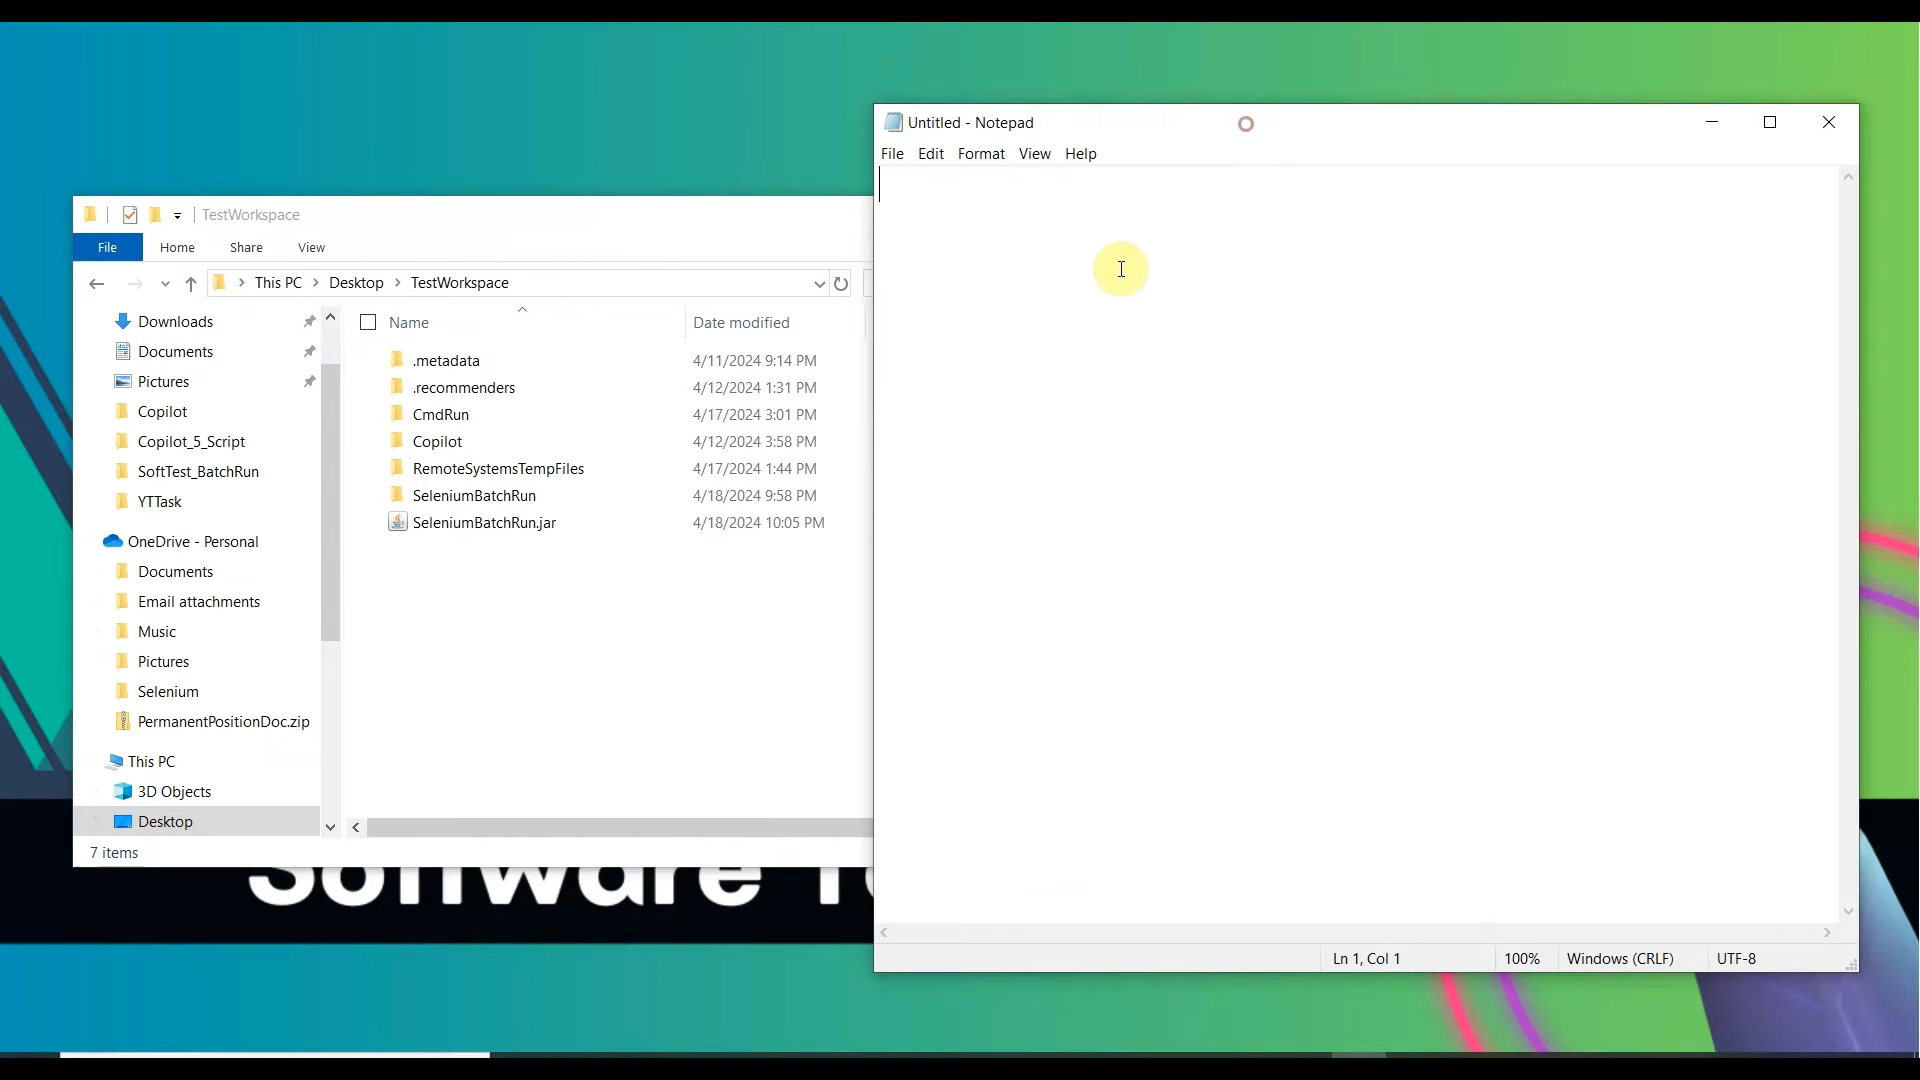 Untitled - Notepad
File Edit Format View Help
TestWorkspace
File Home Share View
This PC > Desktop > TestWorkspace
Name Date modified
Downloads
Documents
Pictures
Copilot
Copilot_5_Script
SoftTest_BatchRun
YTTask
OneDrive - Personal
Documents
Email attachments
Music
Pictures
Selenium
PermanentPositionDoc.zip
This PC
3D Objects
Desktop
.metadata 4/11/2024 9:14 PM
.recommenders 4/12/2024 1:31 PM
CmdRun 4/17/2024 3:01 PM
Copilot 4/12/2024 3:58 PM
RemoteSystemsTempFiles 4/17/2024 1:44 PM
SeleniumBatchRun 4/18/2024 9:58 PM
SeleniumBatchRun.jar 4/18/2024 10:05 PM
7 items
Software
Ln 1, Col 1 100% Windows (CRLF) UTF-8